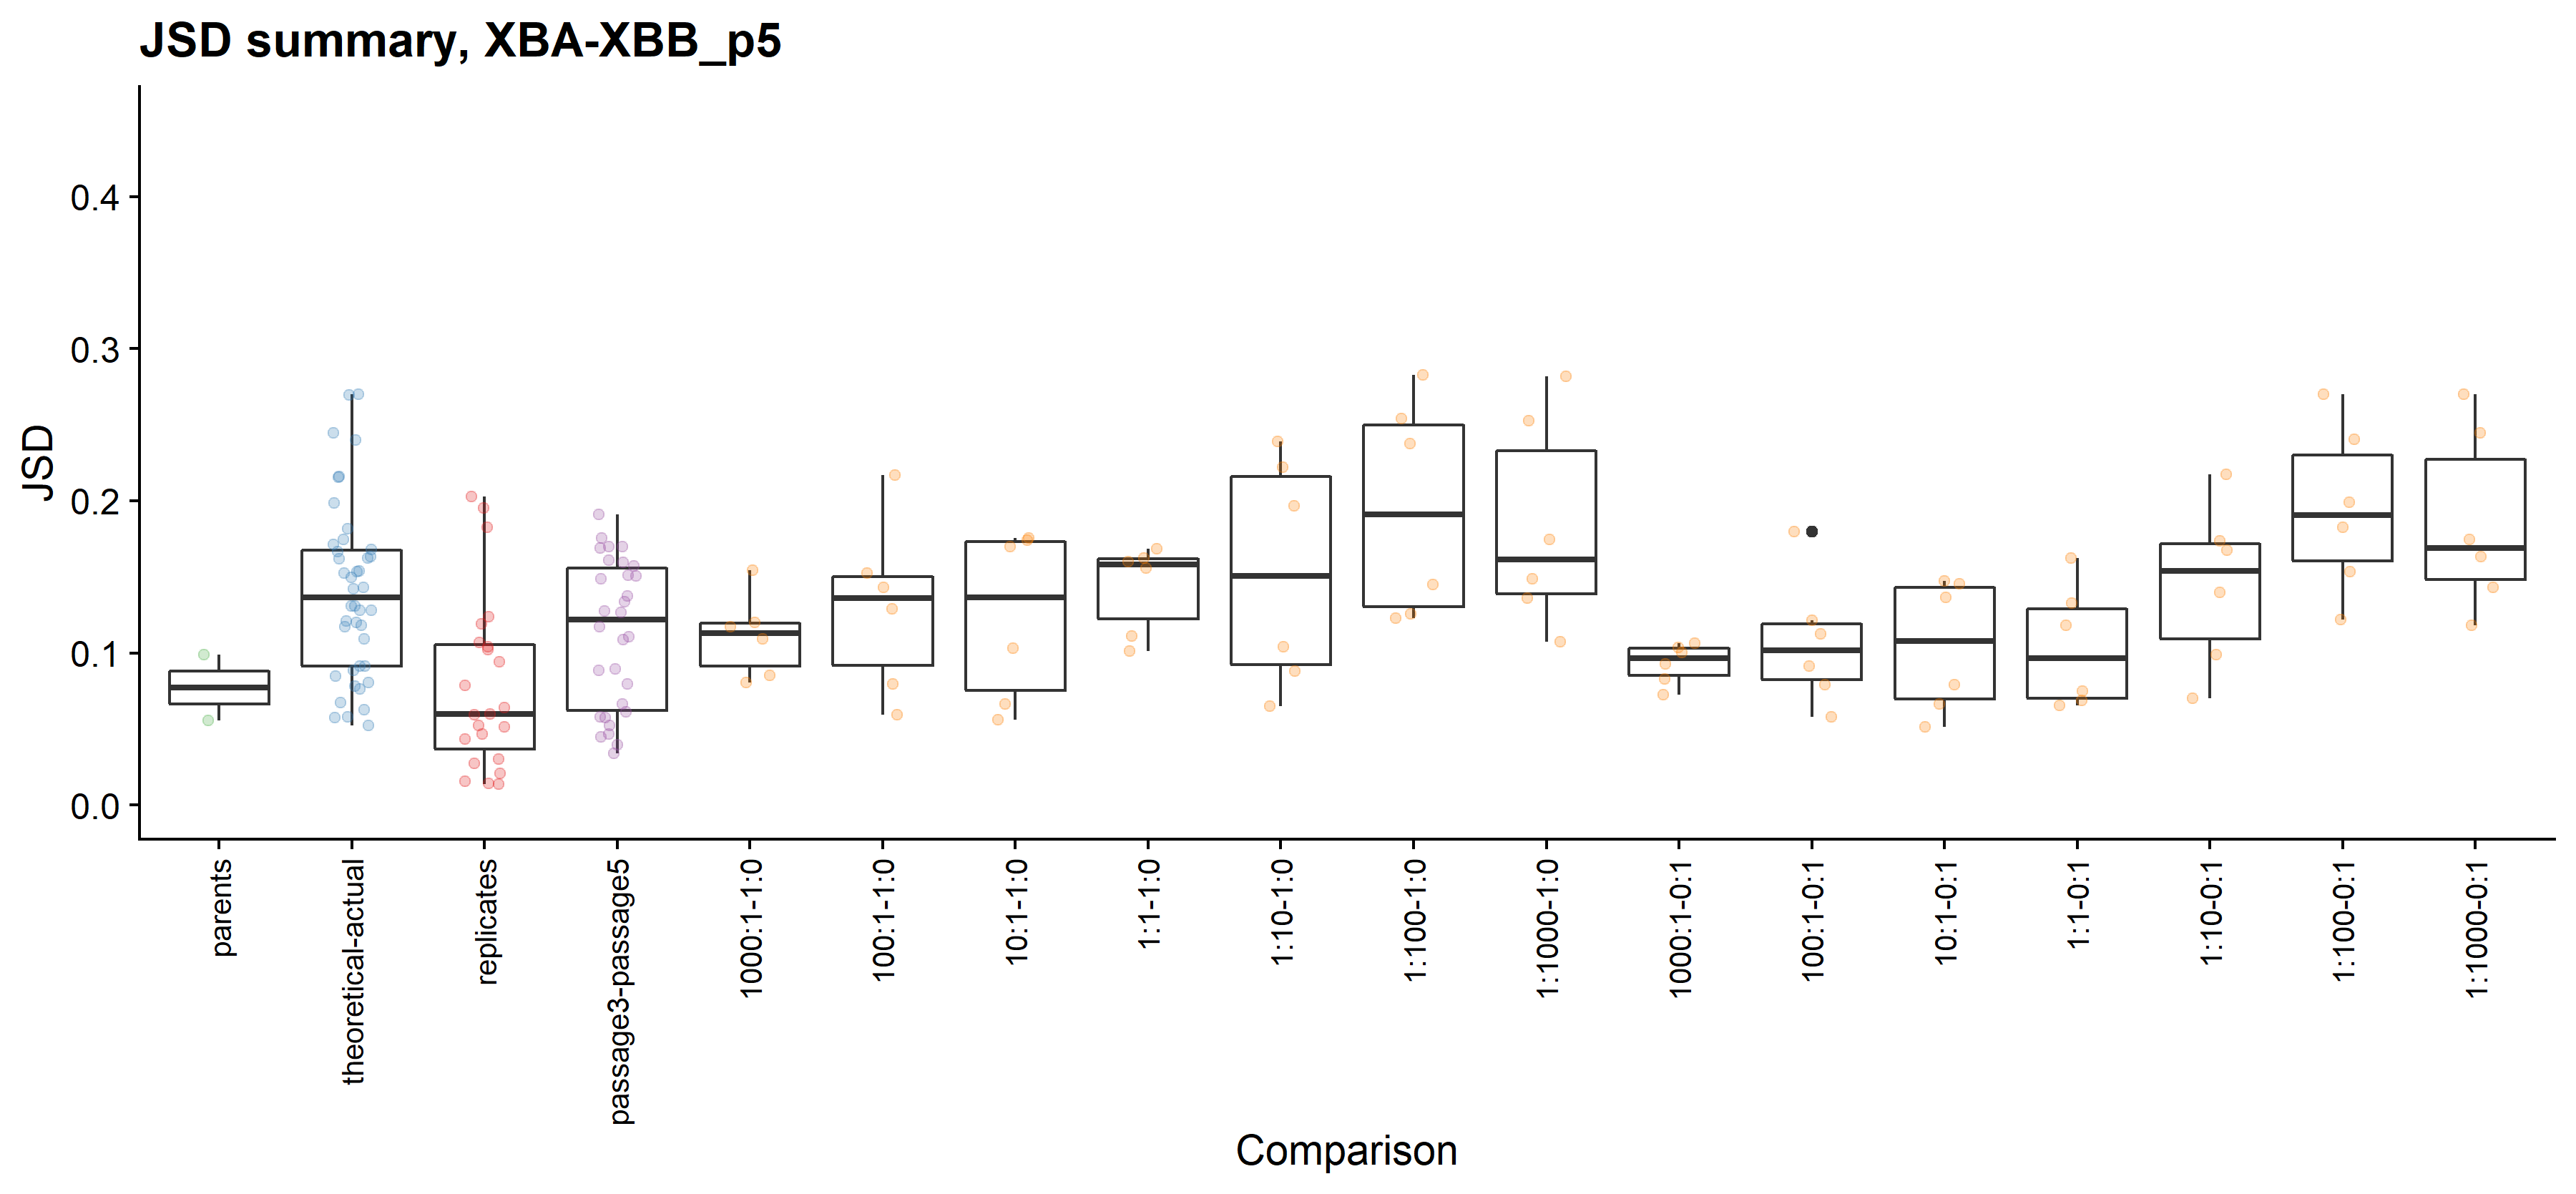 JSD summary, XBA-XBB_p5
JSD
0.4
0.3
0.2
0.1
0.0
parents
theoretical-actual
replicates
passage3-passage5
1000:1-1:0
100:1-1:0
10:1-1:0
1:1-1:0
1:10-1:0
1:100-1:0
1:1000-1:0
1000:1-0:1
100:1-0:1
10:1-0:1
1:1-0:1
1:10-0:1
1:100-0:1
1:1000-0:1
Comparison